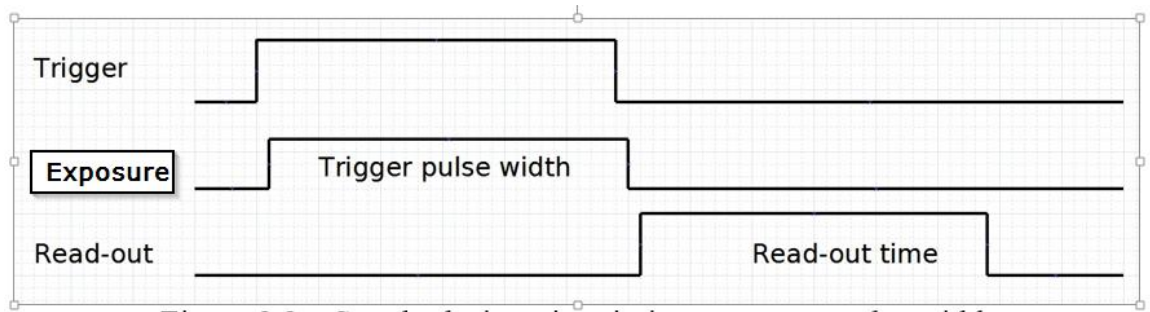 Trigger
Exposure
Trigger pulse width
Read-out
Read-out time